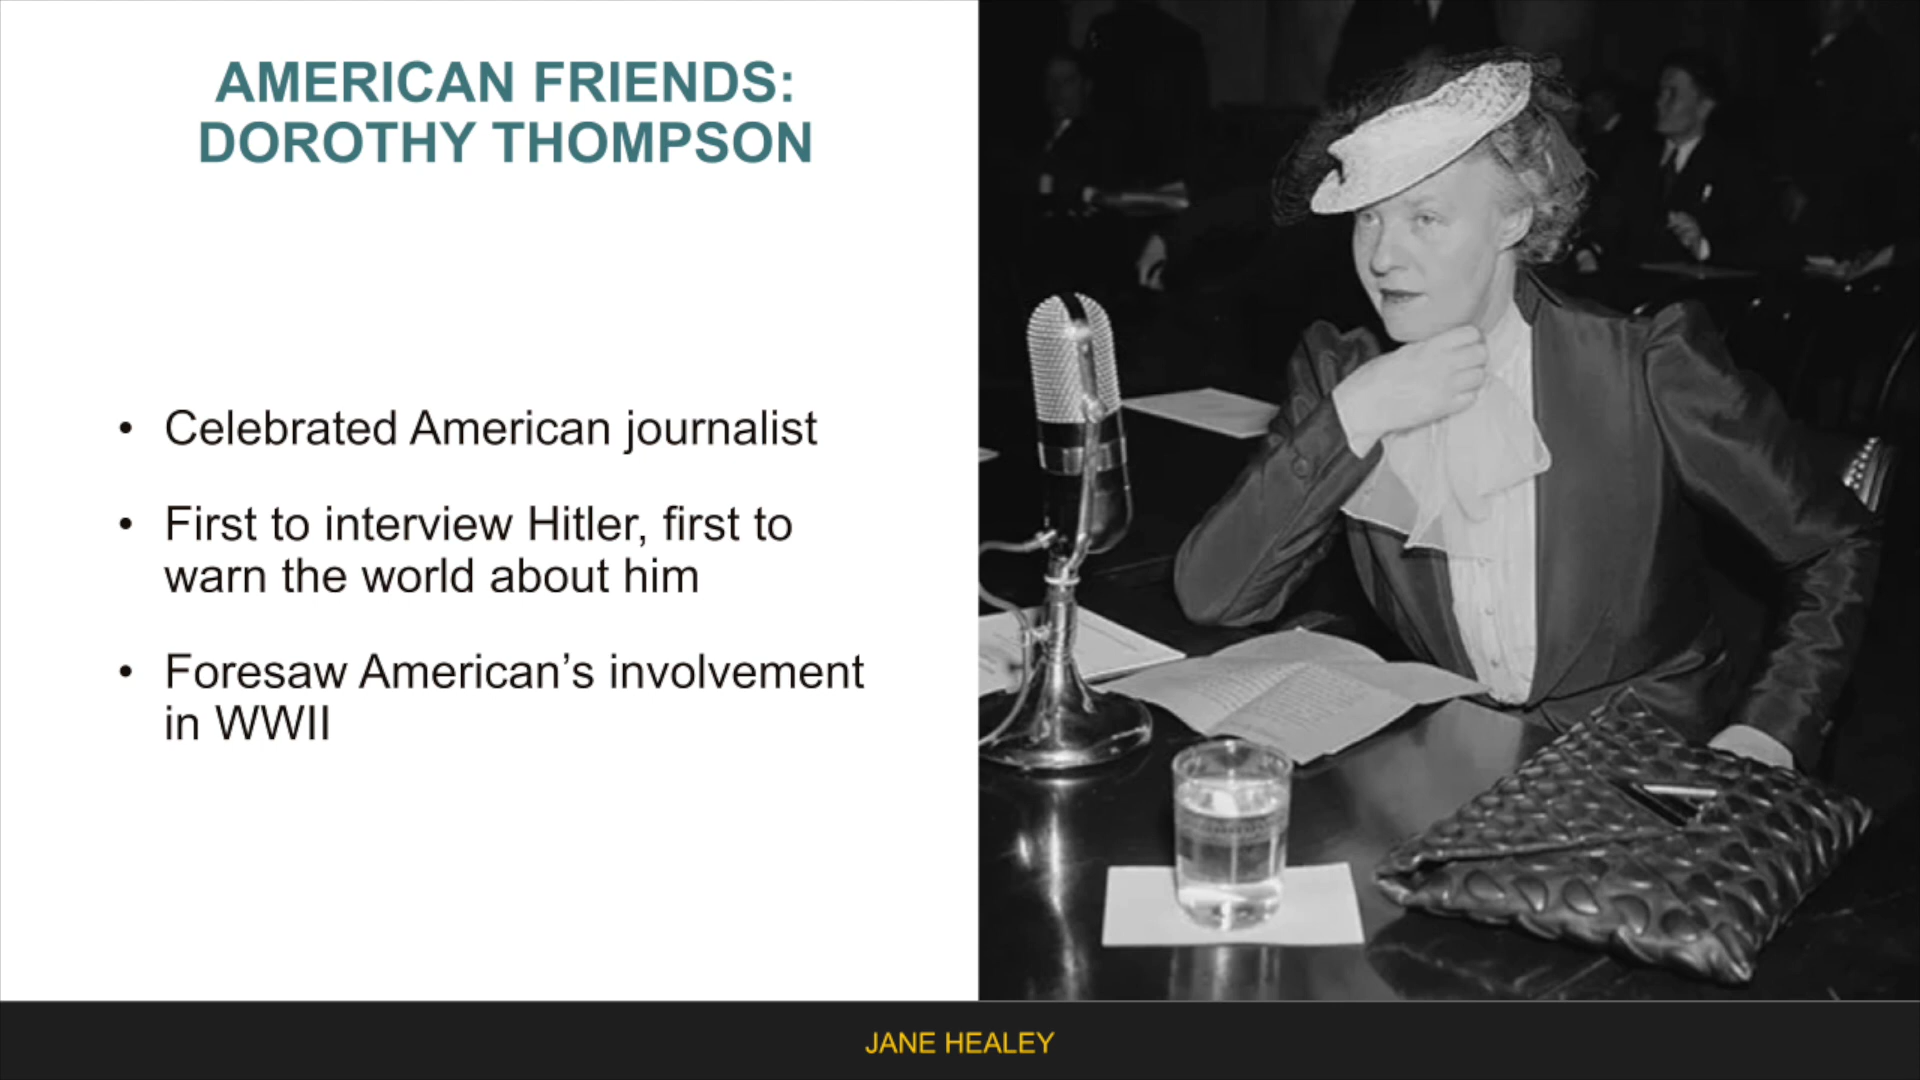 AMERICAN FRIENDS:
DOROTHY THOMPSON
• Celebrated American journalist
• First to interview Hitler, first to
warn the world about him
• Foresaw American’s involvement
in WWII
JANE HEALEY